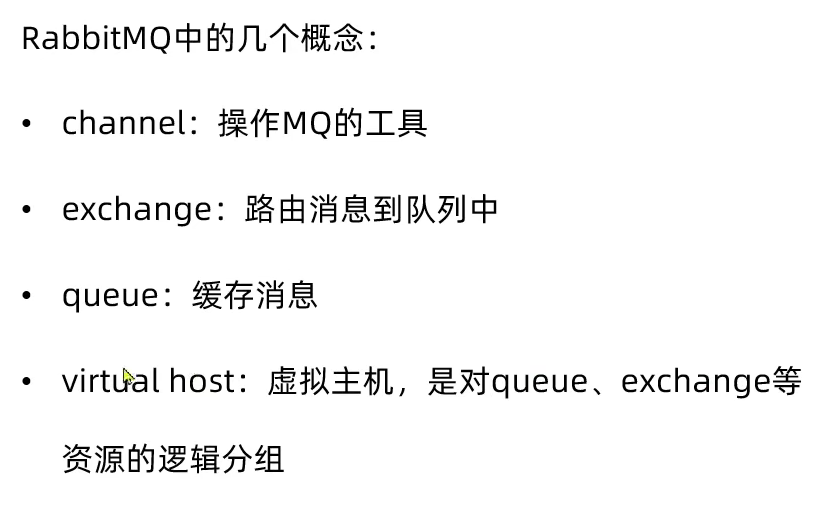 RabbitMQ中的几个概念：
• channel：操作MQ的工具
• exchange：路由消息到队列中
• queue：缓存消息
• virtual host：虚拟主机，是对queue、exchange等
资源的逻辑分组